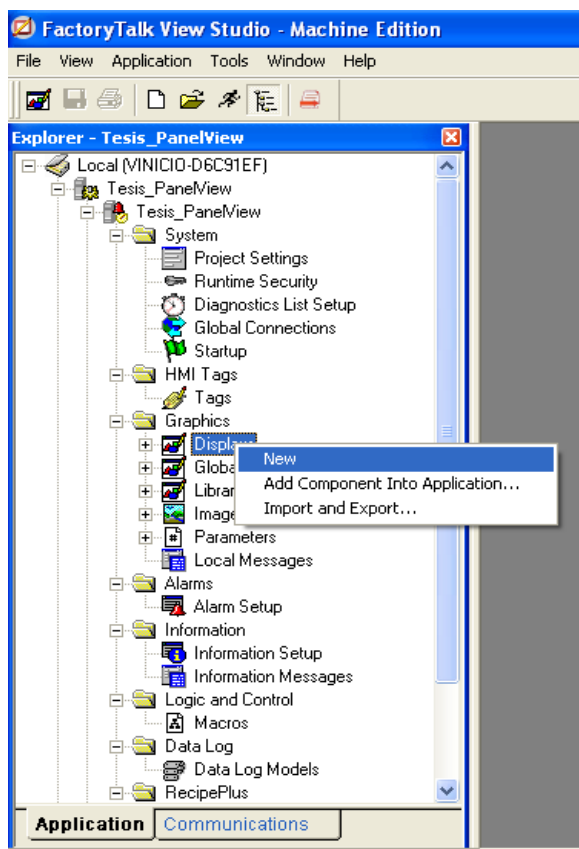 FactoryTalk View Studio - Machine Edition
File View Application Tools Window Help
Explorer - Tesis_PanelView
Local (VINICIO-D6C91EF)
Tesis_PanelView
Tesis_PanelView
System
Project Settings
Runtime Security
Diagnostics List Setup
Global Connections
Startup
HMI Tags
Tags
Graphics
Displays
New
Add Component Into Application...
Import and Export...
Parameters
Local Messages
Alarms
Alarm Setup
Information
Information Setup
Information Messages
Logic and Control
Macros
Data Log
Data Log Models
RecipePlus
Application Communications